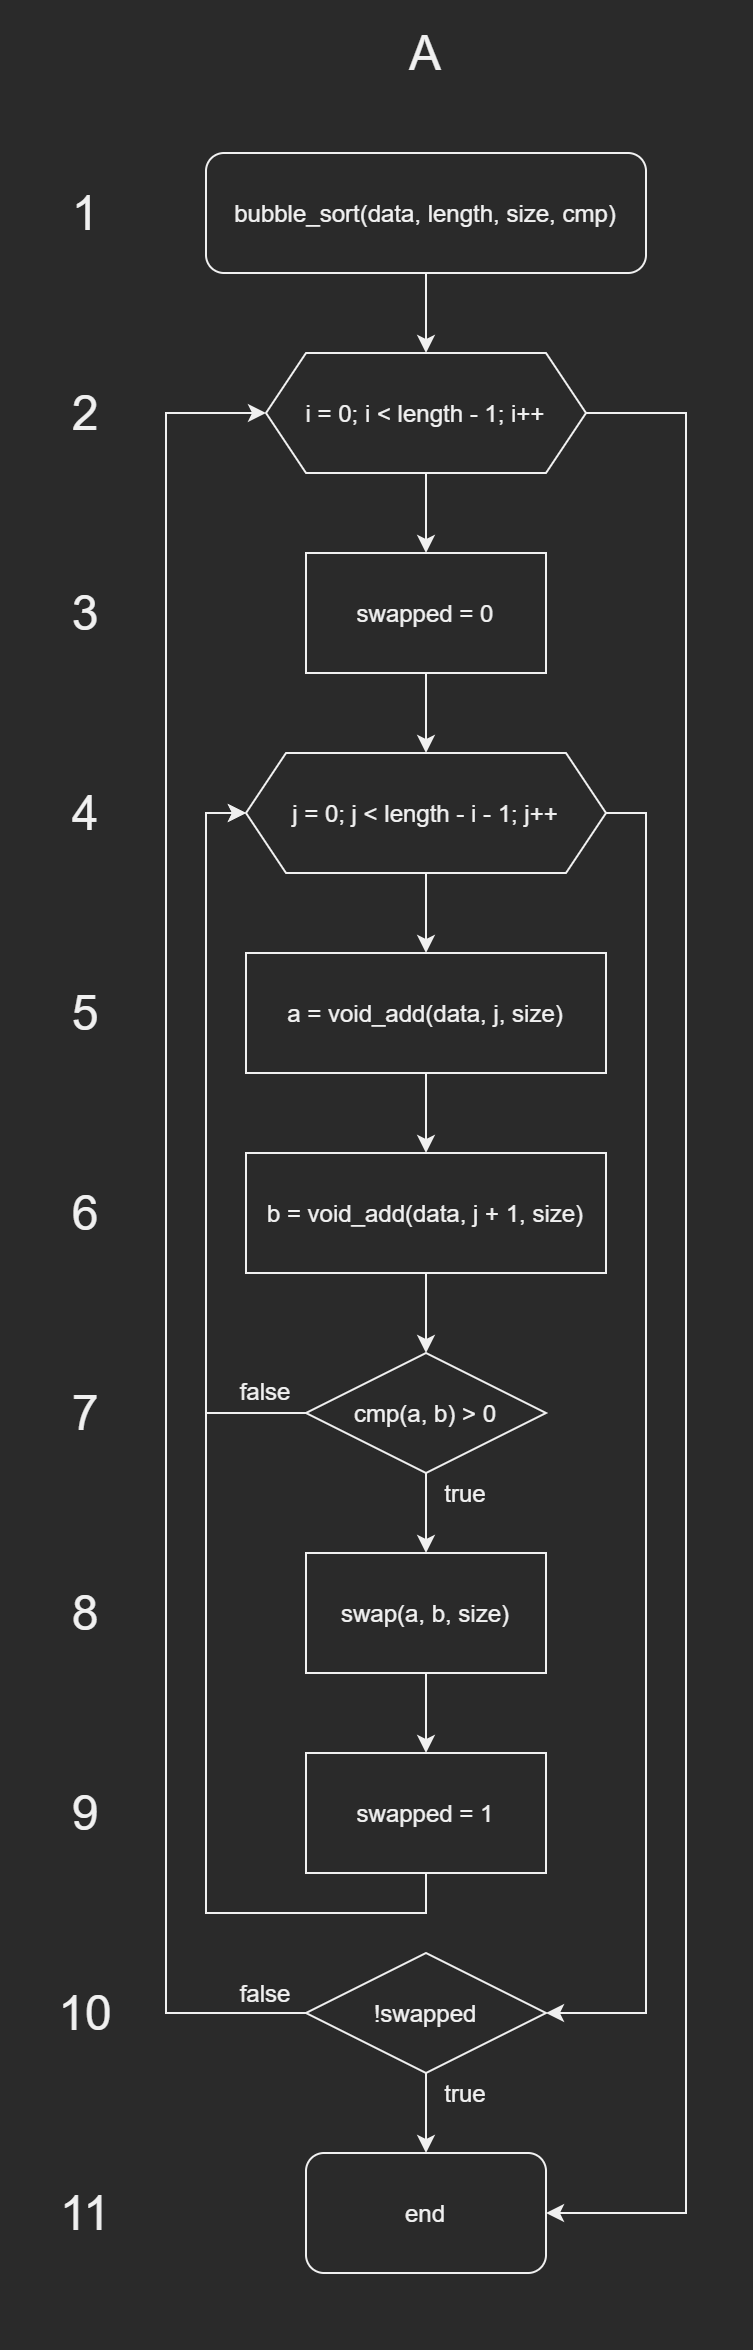 A
1
bubble_sort(data, length, size, cmp)
2
i = 0; i < length - 1; i++
3
swapped = 0
4
j = 0; j < length - i - 1; j++
5
a = void_add(data, j, size)
6
b = void_add(data, j + 1, size)
7
false
cmp(a, b) > 0
true
8
swap(a, b, size)
9
swapped = 1
10
false
!swapped
true
11
end